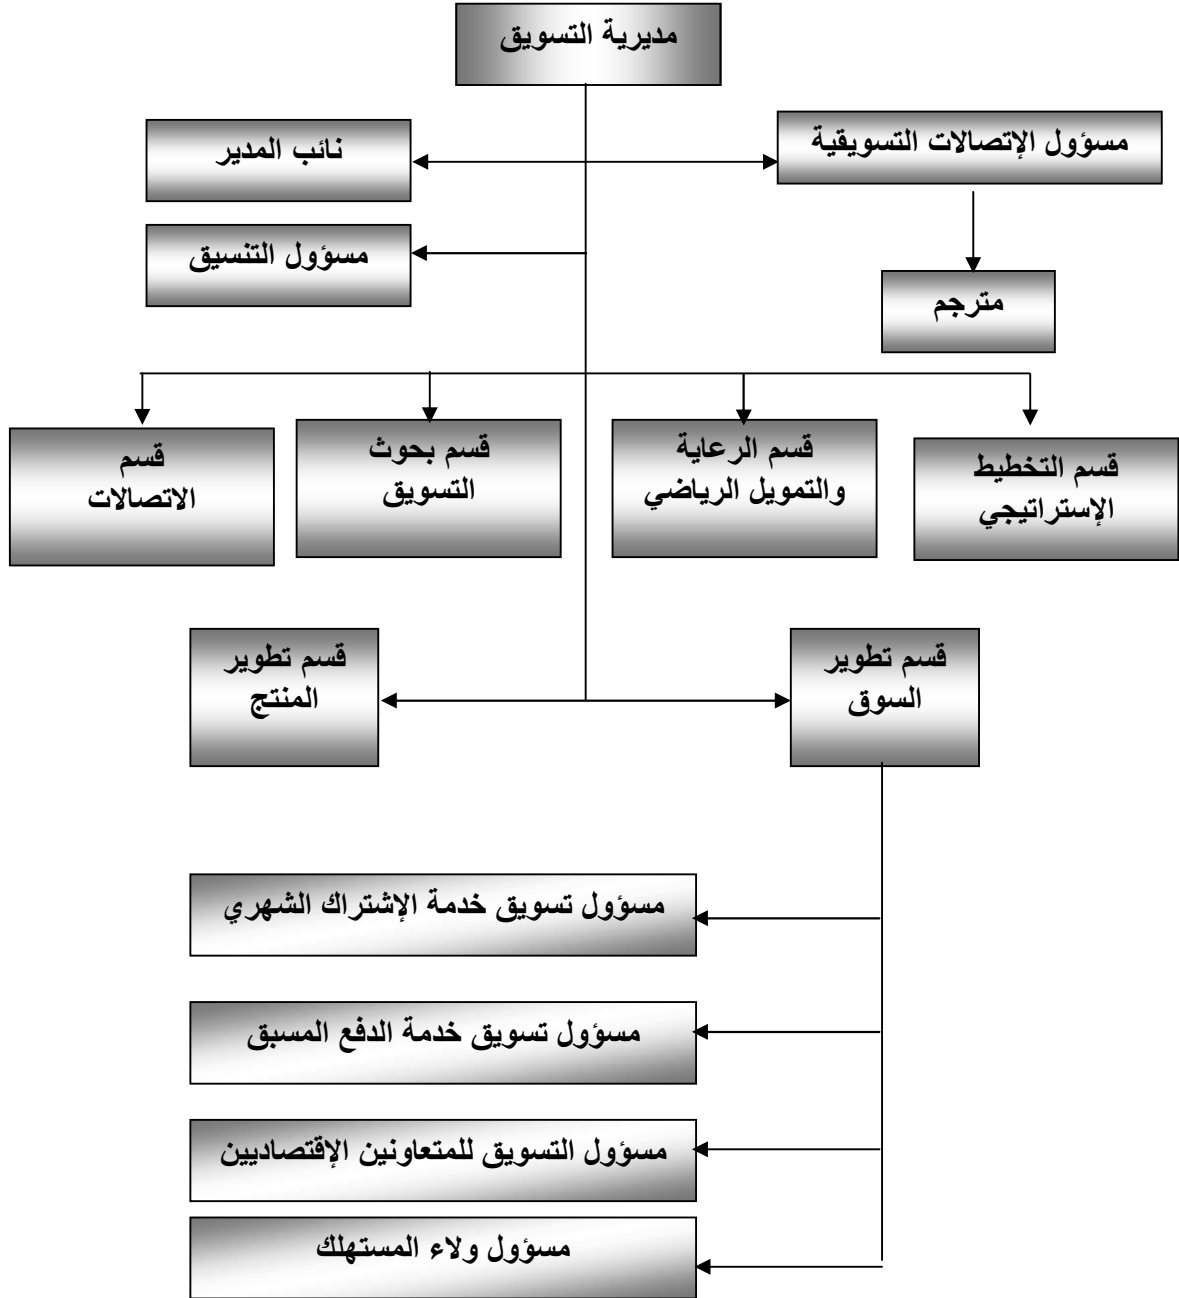 مديرية التسويق
مسؤول الإتصالات التسويقية
نائب المدير
مسؤول التنسيق
مترجم
قسم التخطيط
الإستراتيجي
قسم الرعاية
والتمويل الرياضي
قسم بحوث
التسويق
قسم
الاتصالات
قسم تطوير
السوق
قسم تطوير
المنتج
مسؤول تسويق خدمة الإشتراك الشهري
مسؤول تسويق خدمة الدفع المسبق
مسؤول التسويق للمتعاونين الإقتصاديين
مسؤول ولاء المستهلك